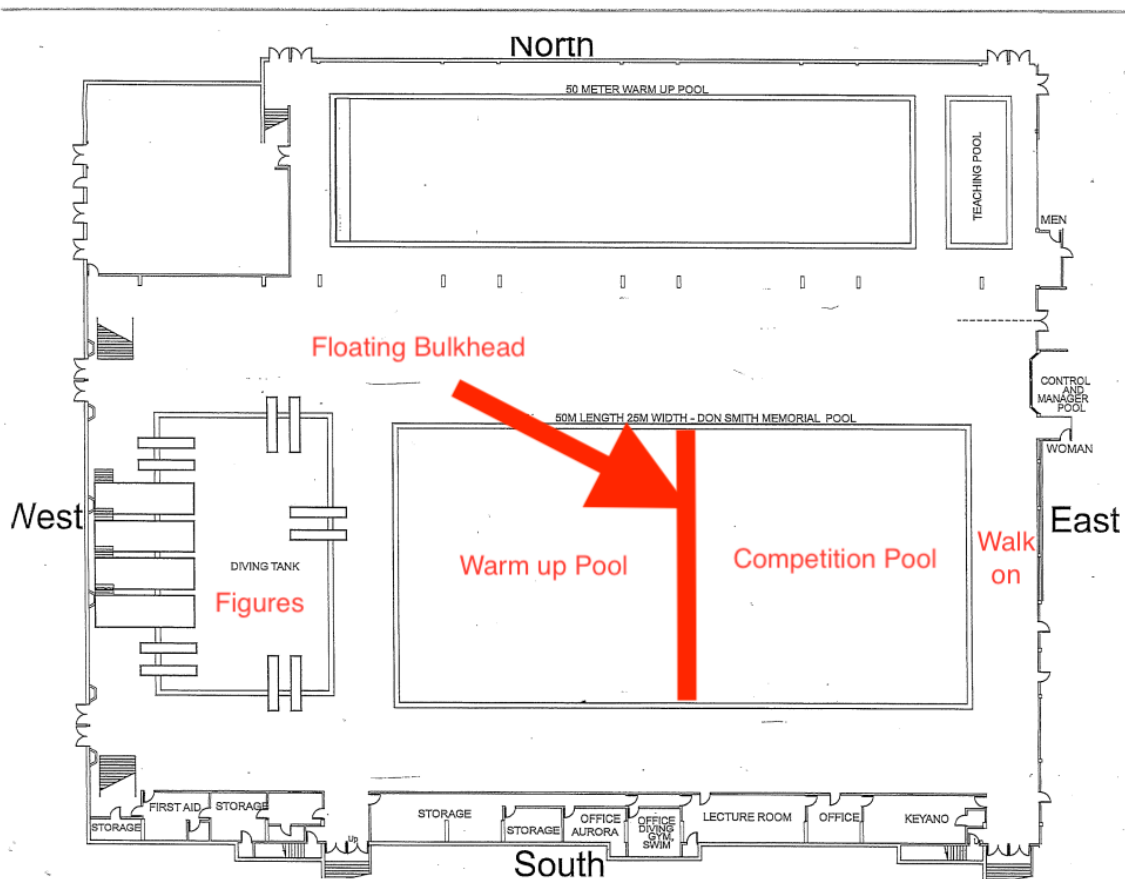 North
50 METER WARM UP POOL
TEACHING POOL
MEN
Floating Bulkhead
CONTROL
AND
MANAGER
POOL
50M LENGTH 25M WIDTH - DON SMITH MEMORIAL POOL
WOMAN
West
East
Warm up Pool
Competition Pool
Walk
on
DIVING TANK
Figures
FIRST AID
STORAGE
STORAGE
UP
STORAGE
STORAGE
OFFICE
AURORA
OFFICE
DIVING
GYM,
SWIM
LECTURE ROOM
OFFICE
KEYANO
South